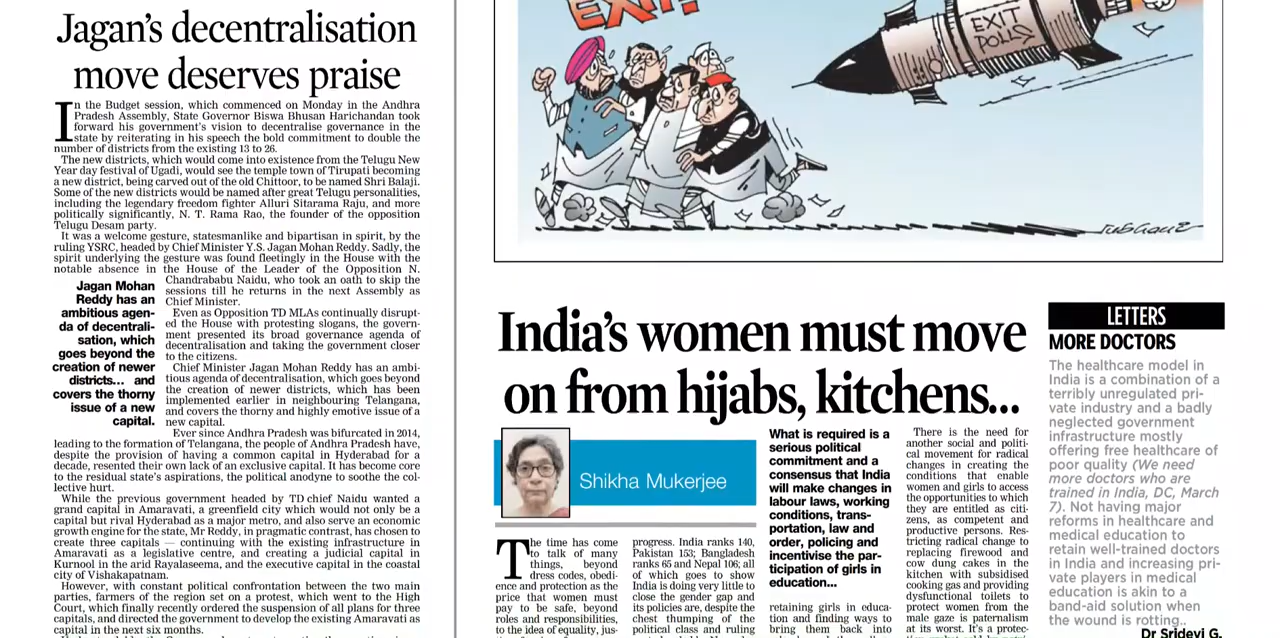 Jagan's decentralisation
move deserves praise
In the Budget session, which commenced on Monday in the Andhra
Pradesh Assembly, State Governor Biswa Bhusan Harichandan took
forward his government's vision to decentralise governance in the
state by reiterating in his speech the bold commitment to double the
number of districts from the existing 13 to 26.
The new districts, which would come into existence from the Telugu New
Year day festival of Ugadi, would see the temple town of Tirupati becoming
a new district, being carved out of the old Chittoor, to be named Shri Balaji.
Some of the new districts would be named after great Telugu personalities,
including the legendary freedom fighter Alluri Sitarama Raju, and more
politically significantly, N. T. Rama Rao, the founder of the opposition
Telugu Desam party.
It was a welcome gesture, statesmanlike and bipartisan in spirit, by the
ruling YSRC, headed by Chief Minister Y.S. Jagan Mohan Reddy. Sadly, the
spirit underlying the gesture was found fleetingly in the House with the
notable absence in the House of the Leader of the Opposition N.
Chandrababu Naidu, who took an oath to skip the
sessions till he returns in the next Assembly as
Chief Minister.
Even as Opposition TD MLAs continually disrupt-
ed the House with protesting slogans, the govern-
ment presented its broad governance agenda of
decentralisation and taking the government closer
to the citizens.
Chief Minister Jagan Mohan Reddy has an ambi-
tious agenda of decentralisation, which goes beyond
the creation of newer districts, which has been
implemented earlier in neighbouring Telangana,
and covers the thorny and highly emotive issue of a
new capital.
Jagan Mohan
Reddy has an
ambitious agen-
da of decentrali-
sation, which
goes beyond the
creation of newer
districts... and
covers the thorny
issue of a new
capital.
Ever since Andhra Pradesh was bifurcated in 2014,
leading to the formation of Telangana, the people of Andhra Pradesh have,
despite the provision of having a common capital in Hyderabad for a
decade, resented their own lack of an exclusive capital. It has become core
to the residual state's aspirations, the political anodyne to soothe the col-
lective hurt.
While the previous government headed by TD chief Naidu wanted a
grand capital in Amaravati, a greenfield city which would not only be a
capital but rival Hyderabad as a major metro, and also serve an economic
growth engine for the state, Mr Reddy, in pragmatic contrast, has chosen to
create three capitals — continuing with the existing infrastructure in
Amaravati as a legislative centre, and creating a judicial capital in
Kurnool in the arid Rayalaseema, and the executive capital in the coastal
city of Vishakapatnam.
However, with constant political confrontation between the two main
parties, farmers of the region set on a protest, which went to the High
Court, which finally recently ordered the suspension of all plans for three
capitals, and directed the government to develop the existing Amaravati as
capital in the next six months.
EXIT!
EXIT
POLLS
India's women must move
on from hijabs, kitchens...
Shikha Mukerjee
The time has come
to talk of many
things, beyond
dress codes, obedi-
ence and protection as the
price that women must
pay to be safe, beyond
roles and responsibilities,
to the idea of equality, jus-
progress. India ranks 140,
Pakistan 153; Bangladesh
ranks 65 and Nepal 106; all
of which goes to show
India is doing very little to
close the gender gap and
its policies are, despite the
chest thumping of the
political class and ruling
What is required is a
serious political
commitment and a
consensus that India
will make changes in
labour laws, working
conditions, trans-
portation, law and
order, policing and
incentivise the par-
ticipation of girls in
education...
retaining girls in educa-
tion and finding ways to
bring them back into
There is the need for
another social and politi-
cal movement for radical
changes in creating the
conditions that enable
women and girls to access
the opportunities to which
they are entitled as citi-
zens, as competent and
productive persons. Res-
tricting radical change to
replacing firewood and
cow dung cakes in the
kitchen with subsidised
cooking gas and providing
dysfunctional toilets to
protect women from the
male gaze is paternalism
at its worst. It's a protec-
LETTERS
MORE DOCTORS
The healthcare model in
India is a combination of a
terribly unregulated pri-
vate industry and a badly
neglected government
infrastructure mostly
offering free healthcare of
poor quality (We need
more doctors who are
trained in India, DC, March
7). Not having major
reforms in healthcare and
medical education to
retain well-trained doctors
in India and increasing pri-
vate players in medical
education is akin to a
band-aid solution when
the wound is rotting..
Dr Sridevi G.